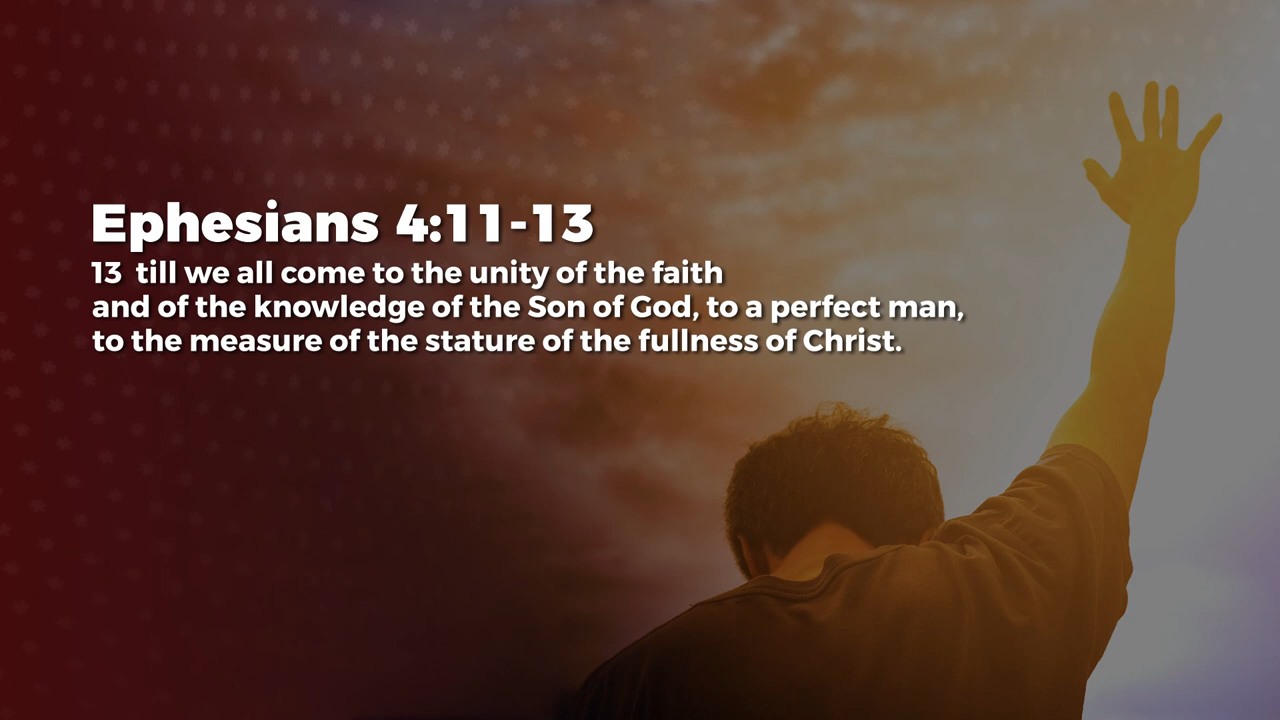 Ephesians 4:11-13
13 till we all come to the unity of the faith
and of the knowledge of the Son of God, to a perfect man,
to the measure of the stature of the fullness of Christ.